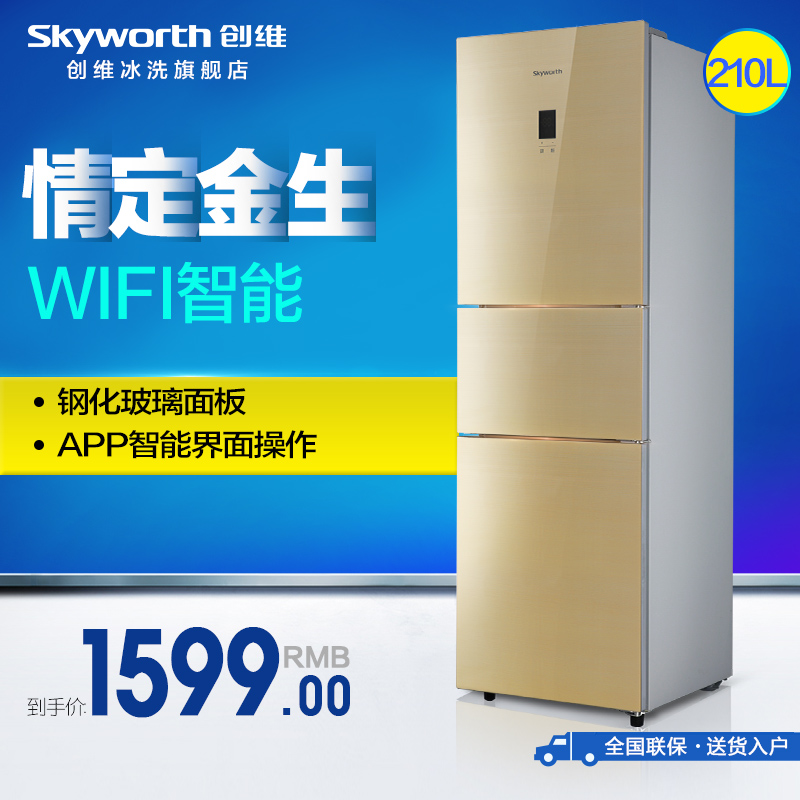 Skyworth 创维
创维冰洗旗舰店
210L
Skyworth
情定金生
WIFI智能
• 钢化玻璃面板
• APP智能界面操作
到手价: 1599.00 RMB
全国联保·送货入户